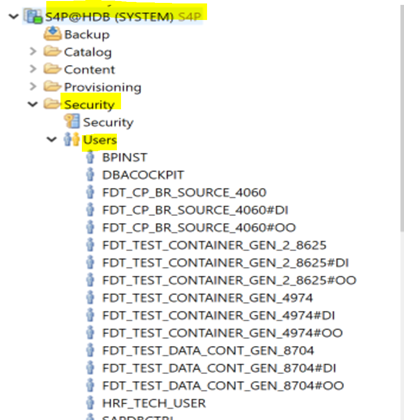 S4P@HDB (SYSTEM) S4P
Backup
Catalog
Content
Provisioning
Security
Security
Users
BPINST
DBACOCKPIT
FDT_CP_BR_SOURCE_4060
FDT_CP_BR_SOURCE_4060#DI
FDT_CP_BR_SOURCE_4060#OO
FDT_TEST_CONTAINER_GEN_2_8625
FDT_TEST_CONTAINER_GEN_2_8625#DI
FDT_TEST_CONTAINER_GEN_2_8625#OO
FDT_TEST_CONTAINER_GEN_4974
FDT_TEST_CONTAINER_GEN_4974#DI
FDT_TEST_CONTAINER_GEN_4974#OO
FDT_TEST_DATA_CONT_GEN_8704
FDT_TEST_DATA_CONT_GEN_8704#DI
FDT_TEST_DATA_CONT_GEN_8704#OO
HRF_TECH_USER